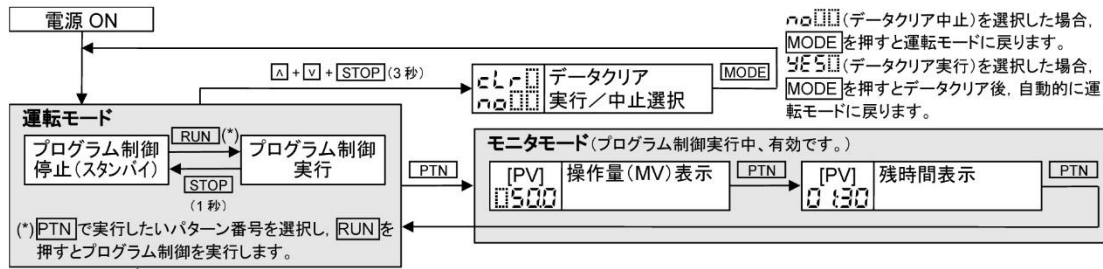 電源 ON
no▯▯(データクリア中止)を選択した場合,
MODE を押すと運転モードに戻ります。
YES▯(データクリア実行)を選択した場合,
MODE を押すとデータクリア後, 自動的に運
転モードに戻ります。
∧ + ∨ + STOP (3 秒)
cLr▯ データクリア
no▯▯ 実行/中止選択
MODE
運転モード
プログラム制御
停止(スタンバイ)
RUN (*)
STOP
(1 秒)
プログラム制御
実行
(*) PTN で実行したいパターン番号を選択し, RUN を
押すとプログラム制御を実行します。
PTN
モニタモード(プログラム制御実行中、有効です。)
[PV] 操作量(MV)表示
▯50.0
PTN
[PV] 残時間表示
01:30
PTN